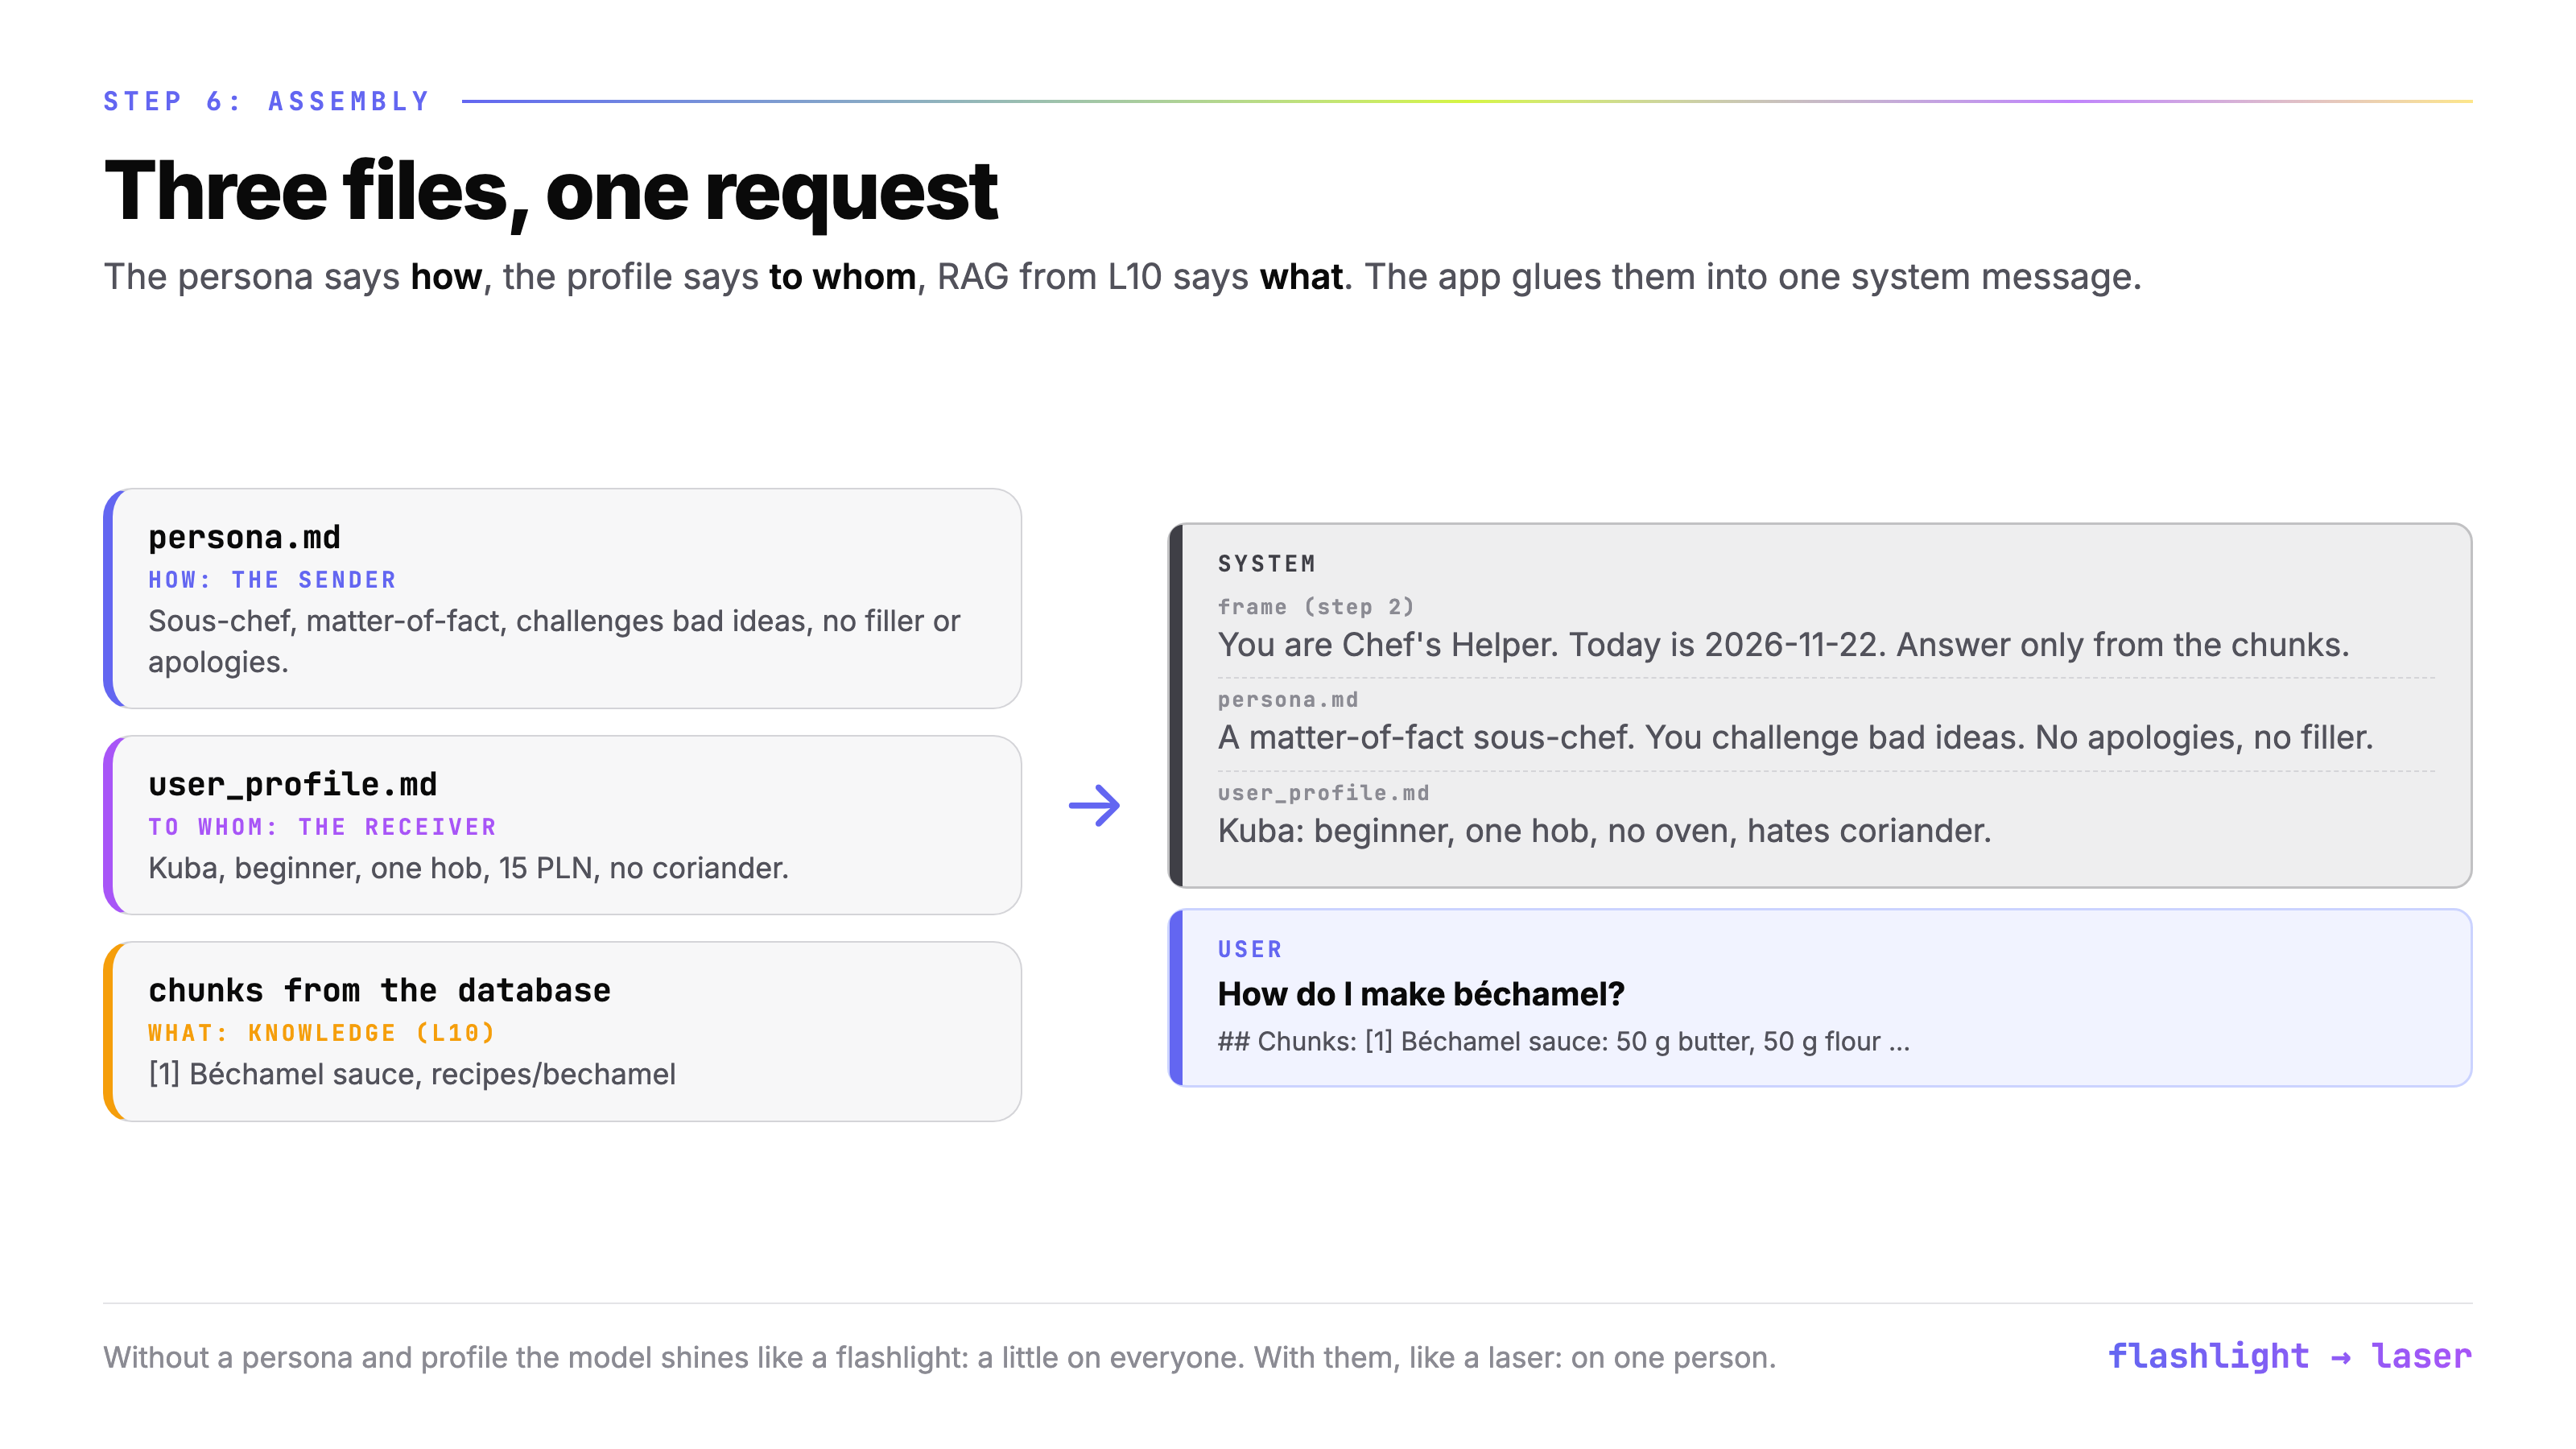 STEP 6: ASSEMBLY
Three files, one request
The persona says how, the profile says to whom, RAG from L10 says what. The app glues them into one system message.
persona.md
HOW: THE SENDER
Sous-chef, matter-of-fact, challenges bad ideas, no filler or
apologies.
user_profile.md
TO WHOM: THE RECEIVER
Kuba, beginner, one hob, 15 PLN, no coriander.
chunks from the database
WHAT: KNOWLEDGE (L10)
[1] Béchamel sauce, recipes/bechamel
→
SYSTEM
frame (step 2)
You are Chef's Helper. Today is 2026-11-22. Answer only from the chunks.
persona.md
A matter-of-fact sous-chef. You challenge bad ideas. No apologies, no filler.
user_profile.md
Kuba: beginner, one hob, no oven, hates coriander.
USER
How do I make béchamel?
## Chunks: [1] Béchamel sauce: 50 g butter, 50 g flour ...
Without a persona and profile the model shines like a flashlight: a little on everyone. With them, like a laser: on one person.
flashlight → laser